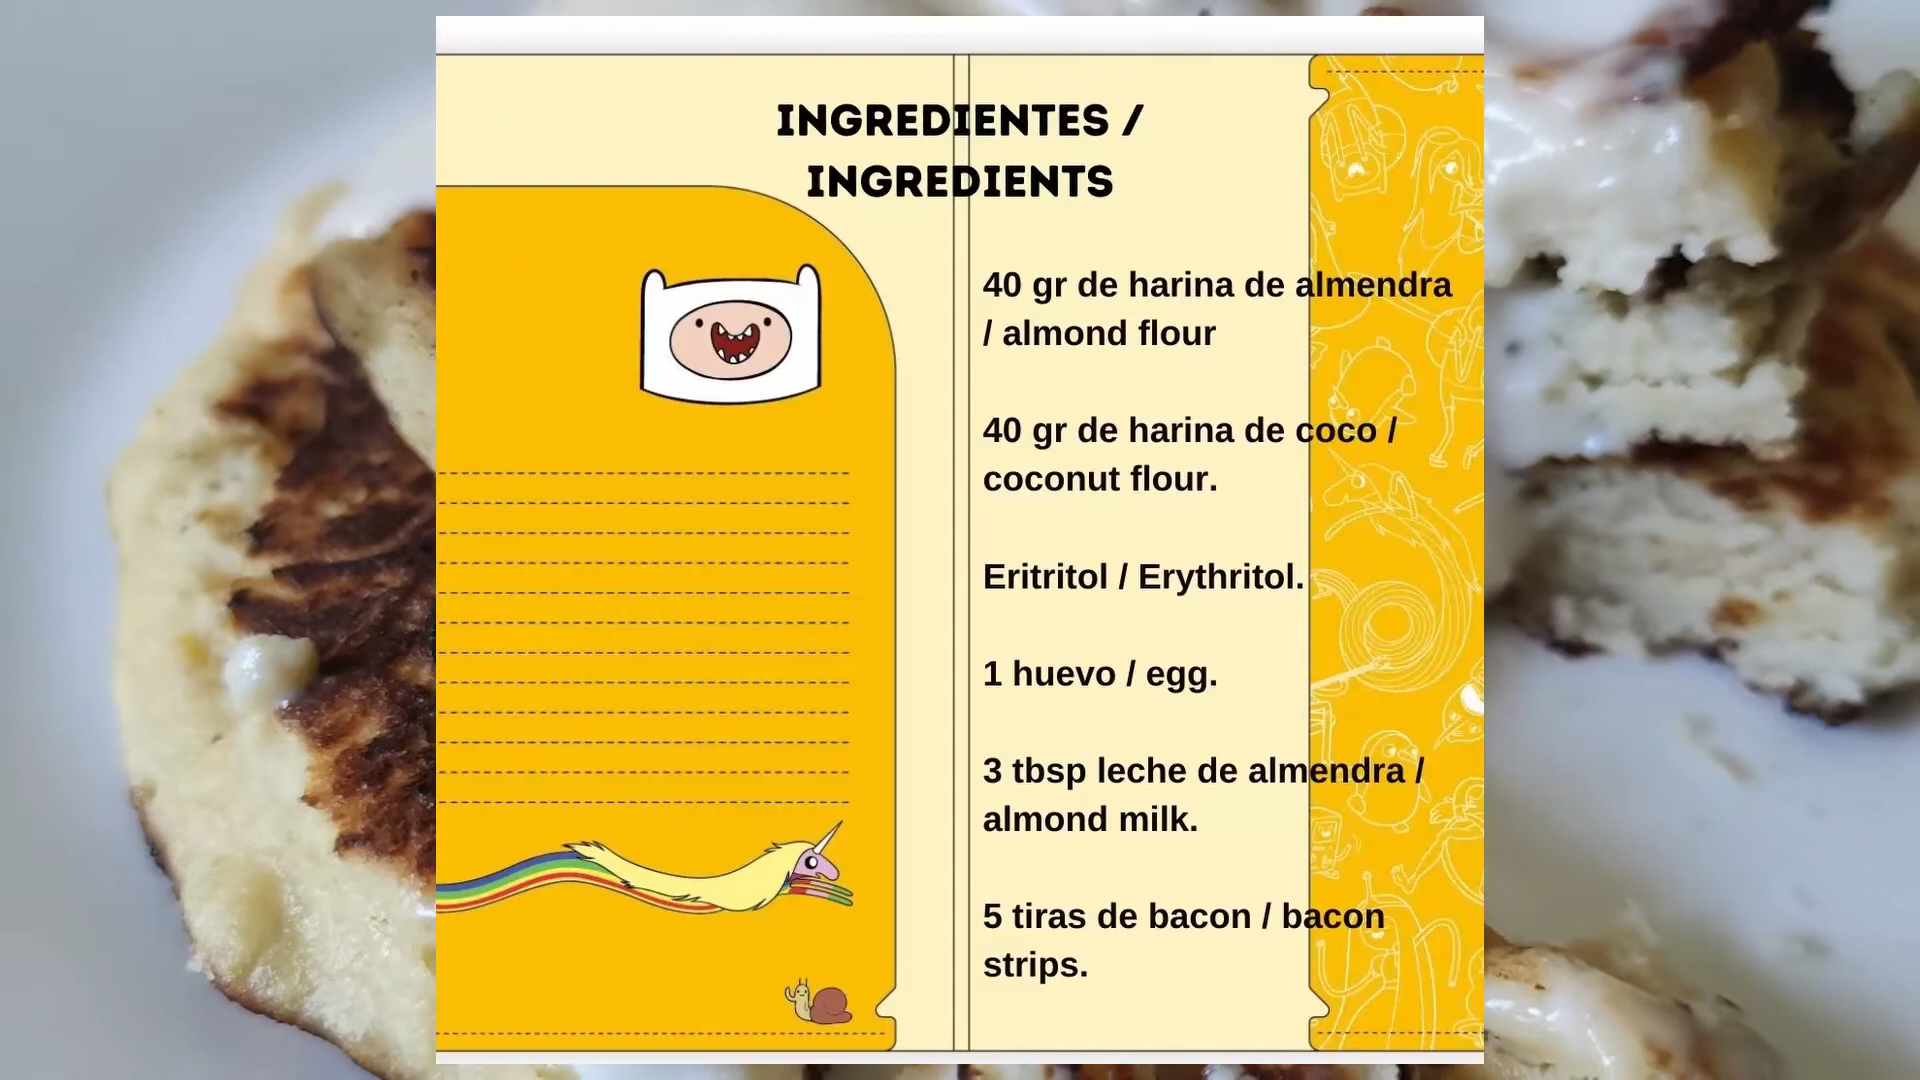 INGREDIENTES /
INGREDIENTS
40 gr de harina de almendra
/ almond flour
40 gr de harina de coco /
coconut flour.
Eritritol / Erythritol.
1 huevo / egg.
3 tbsp leche de almendra /
almond milk.
5 tiras de bacon / bacon
strips.